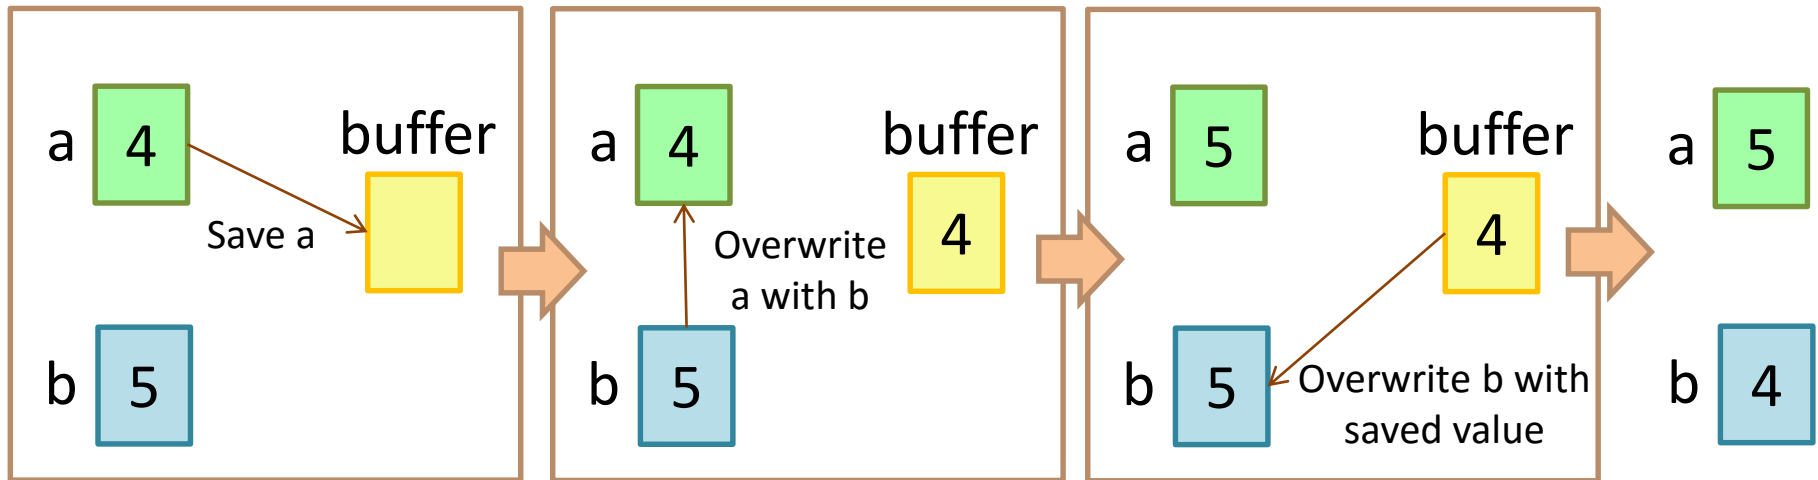 a 4
buffer
Save a
b 5
a 4
buffer
4
Overwrite
a with b
b 5
a 5
buffer
4
b 5
Overwrite b with
saved value
a 5
b 4